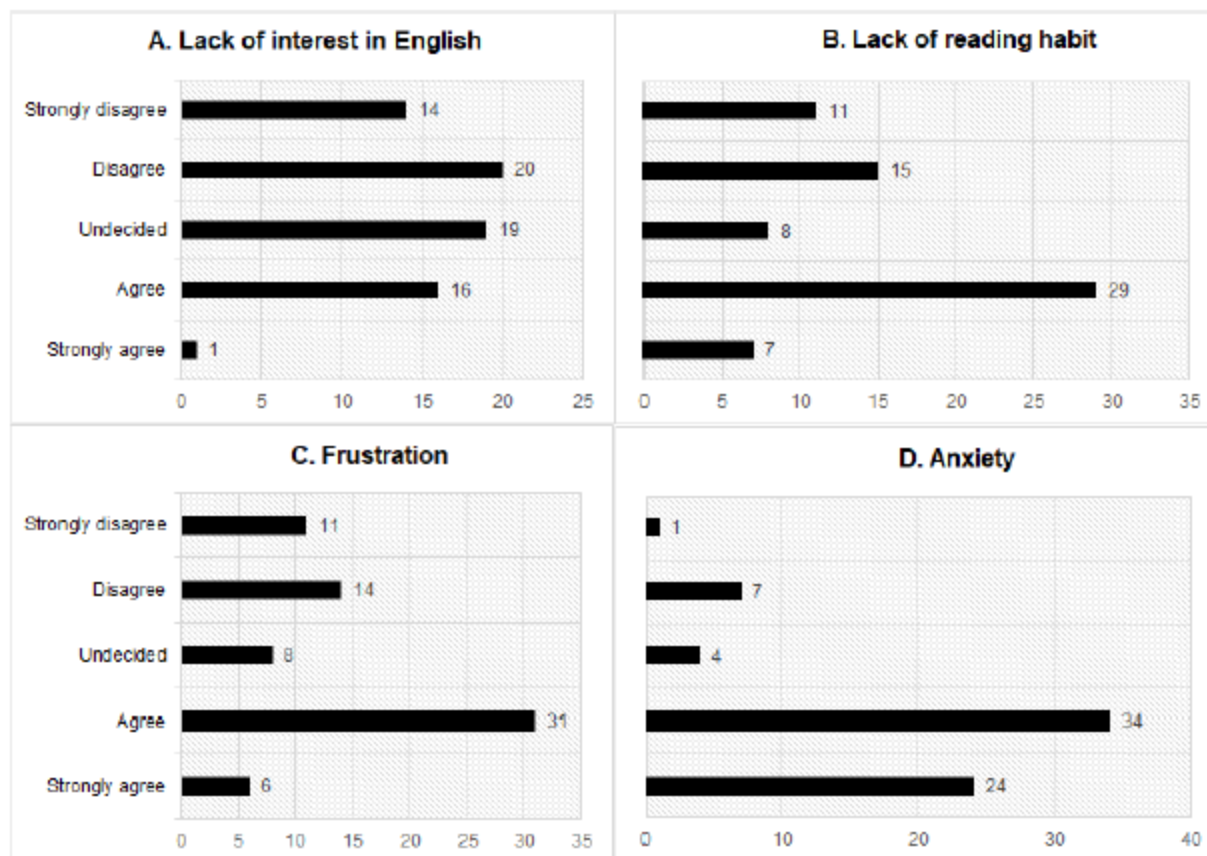 A. Lack of interest in English
Strongly disagree 14
Disagree 20
Undecided 19
Agree 16
Strongly agree 1
0 5 10 15 20 25
B. Lack of reading habit
11
15
8
29
7
0 5 10 15 20 25 30 35
C. Frustration
Strongly disagree 11
Disagree 14
Undecided 8
Agree 31
Strongly agree 6
0 5 10 15 20 25 30 35
D. Anxiety
1
7
4
34
24
0 10 20 30 40